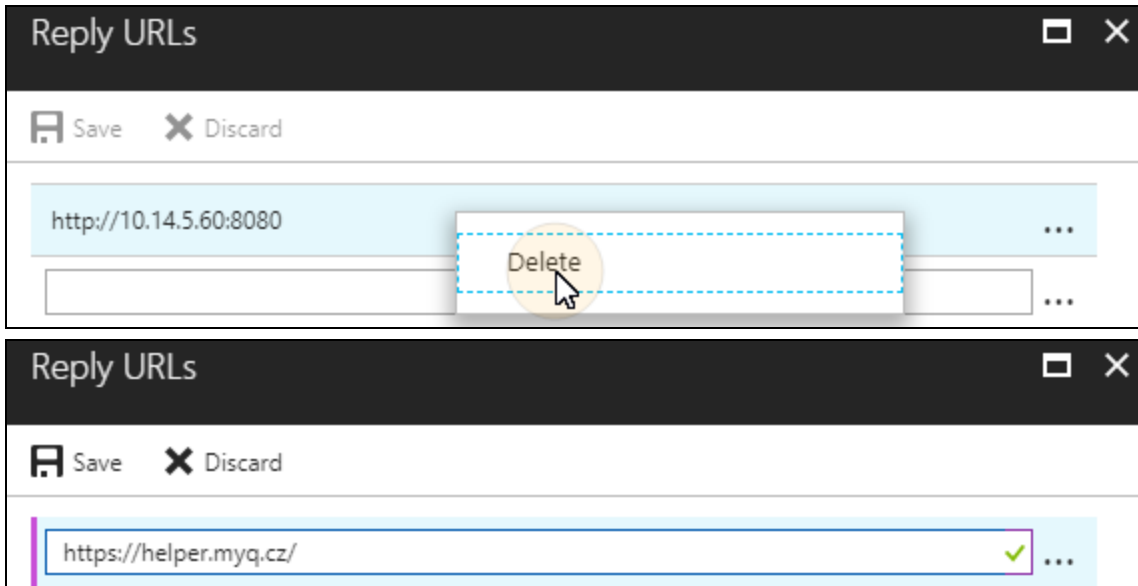 Reply URLs
Save Discard
http://10.14.5.60:8080 ...
Delete
...
Reply URLs
Save Discard
https://helper.myq.cz/ ...